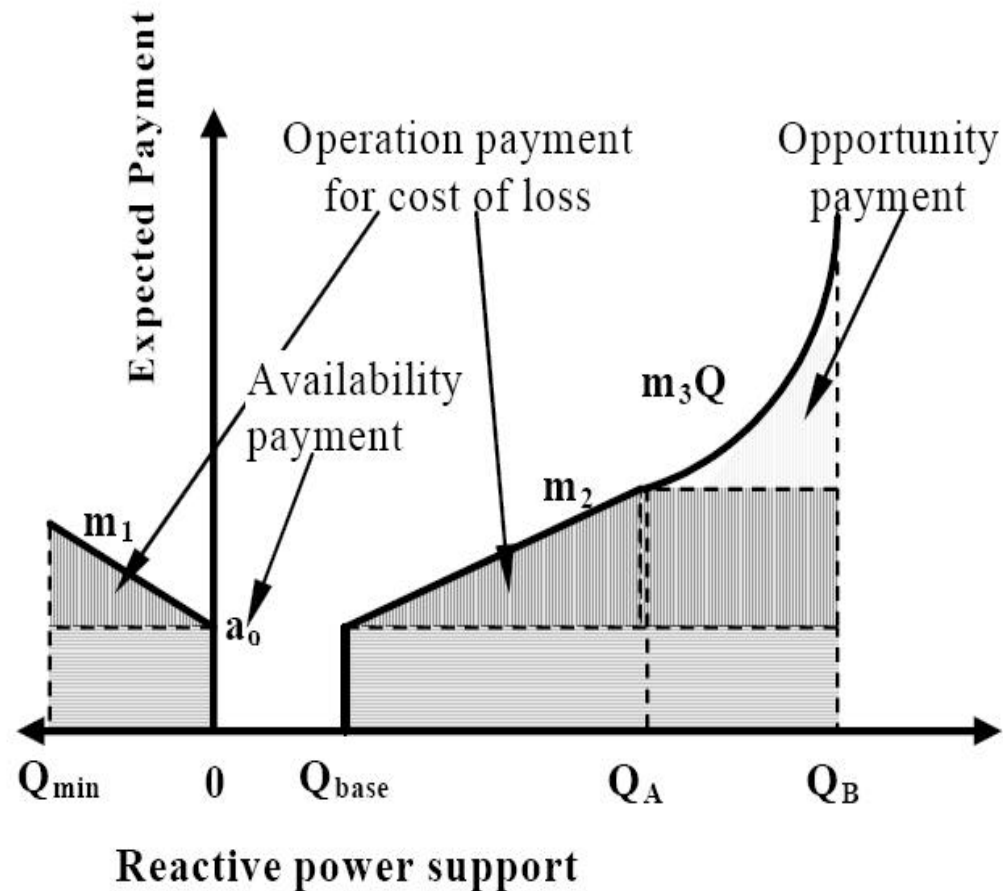 Expected Payment
Operation payment
for cost of loss
Opportunity
payment
Availability
payment
m₃Q
m₂
m₁
aₒ
Qmin
0
Qbase
QA
QB
Reactive power support